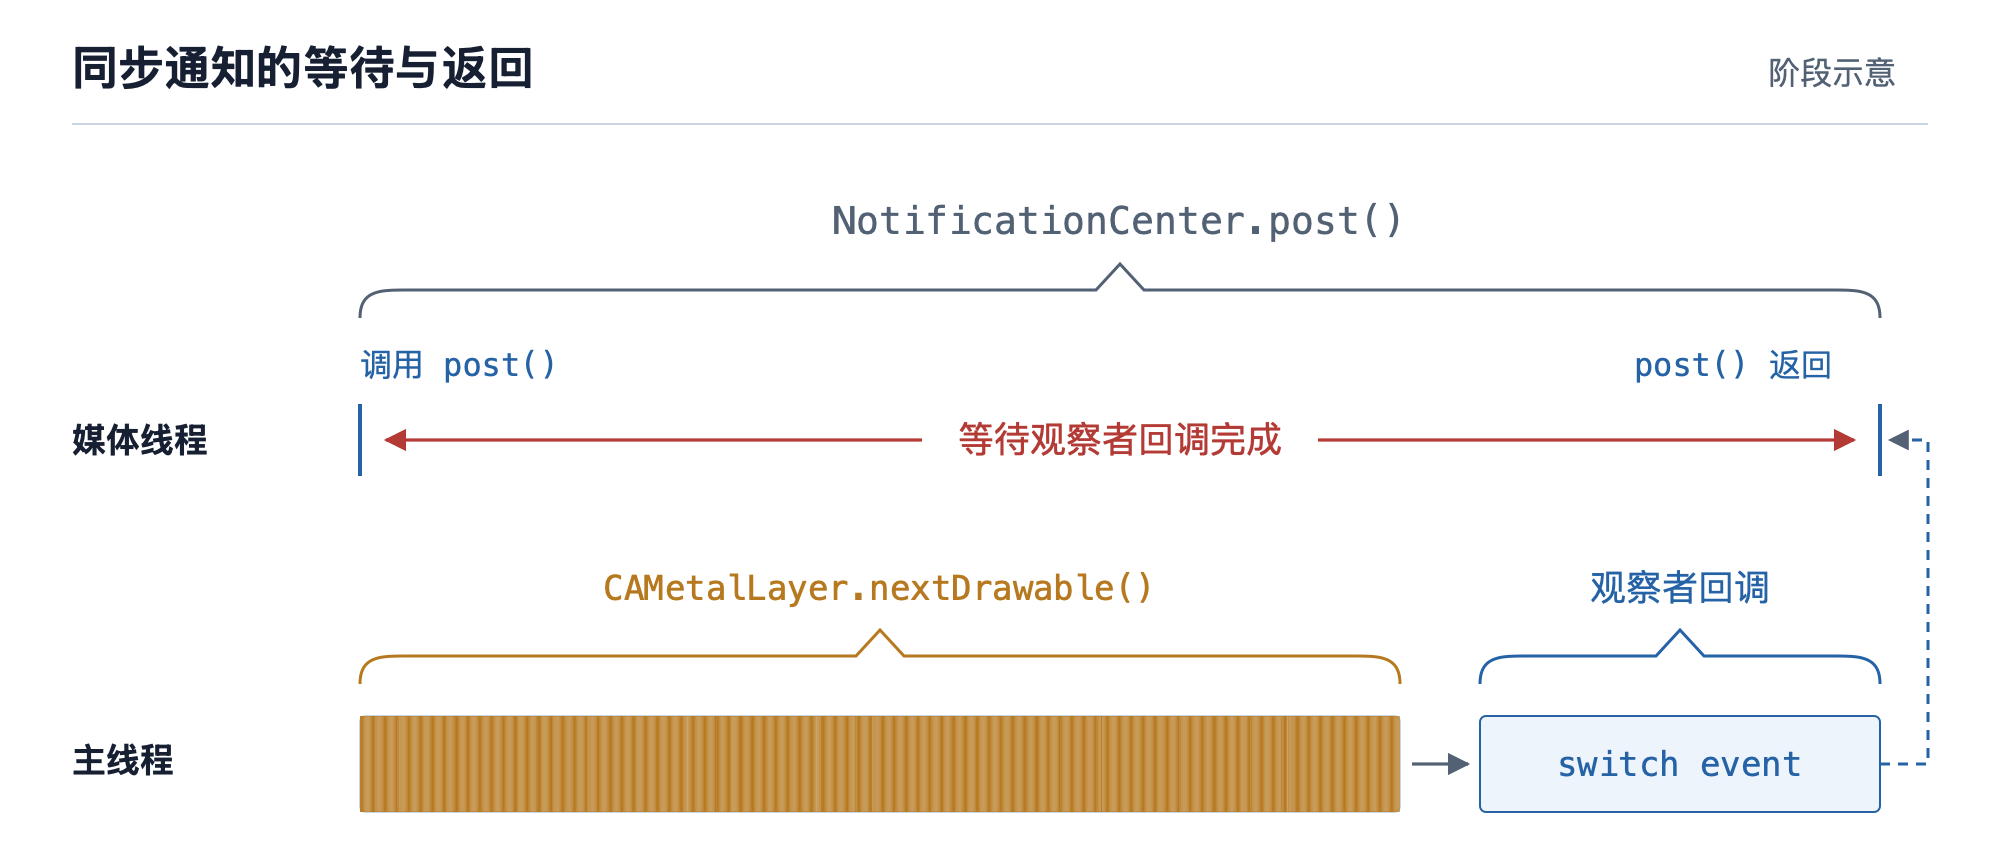 同步通知的等待与返回
阶段示意
NotificationCenter.post()
调用 post()
post() 返回
媒体线程
等待观察者回调完成
CAMetalLayer.nextDrawable()
观察者回调
主线程
switch event